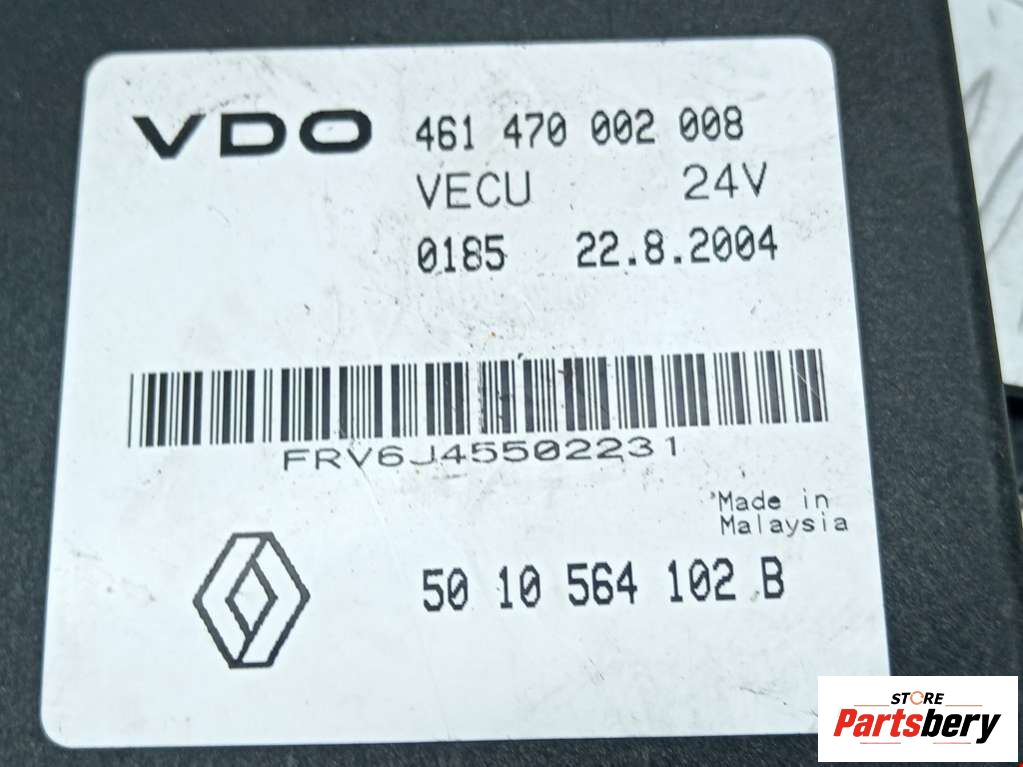 VDO 461 470 002 008
VECU 24V
0185 22.8.2004
FRV6J45502231
Made in
Malaysia
50 10 564 102 B
STORE
Partsbery